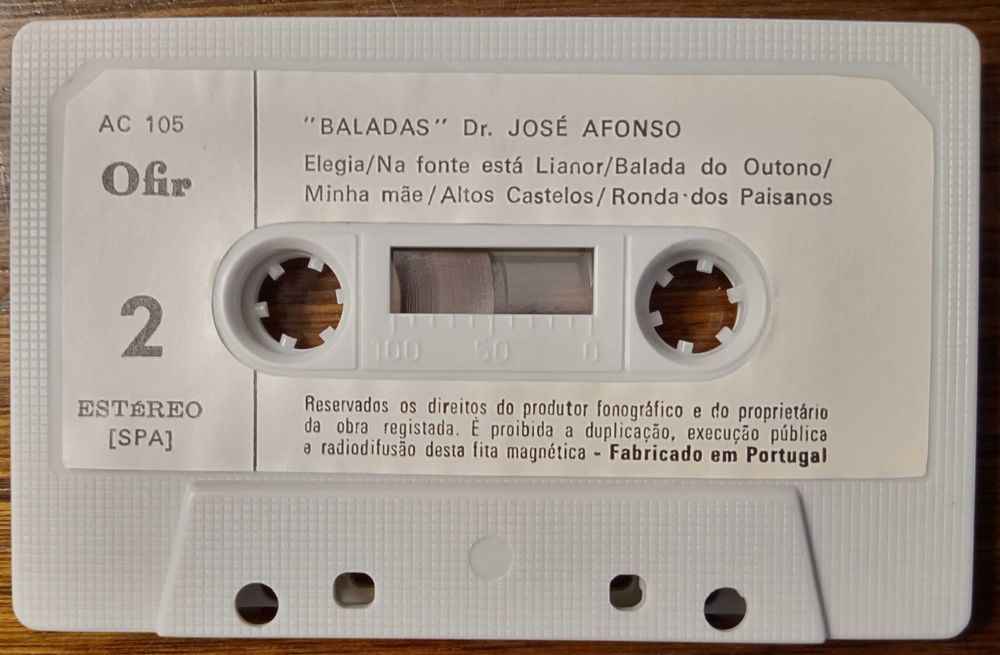 AC 105
Ofir
2
ESTÉREO
[SPA]
"BALADAS" Dr. JOSÉ AFONSO
Elegia/Na fonte está Lianor/Balada do Outono/
Minha mãe/Altos Castelos/Ronda dos Paisanos
100 50 0
Reservados os direitos do produtor fonográfico e do proprietário
da obra registada. É proibida a duplicação, execução pública
e radiodifusão desta fita magnética - Fabricado em Portugal